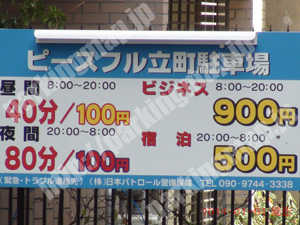 ピースフル立町駐車場
昼間 8:00~20:00 ビジネス 8:00~20:00
40分/100円 900円
夜間 20:00~8:00 宿泊 20:00~8:00
80分/100円 500円
(緊急・トラブル連絡先) (株)日本パトロール警備保障 TEL 090-9744-3338